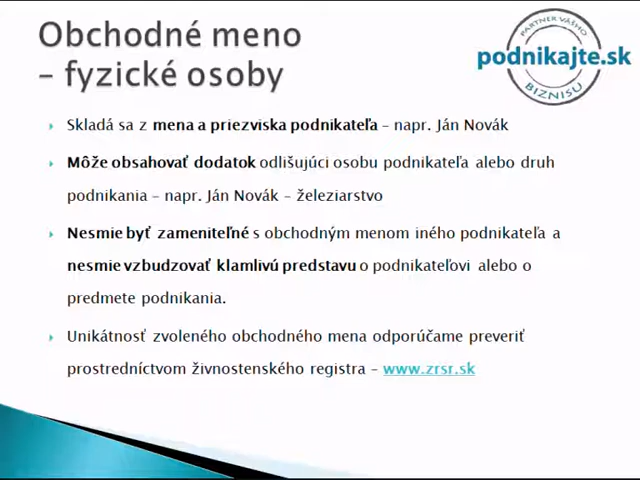 Obchodné meno
– fyzické osoby
PARTNER VÁŠHO
podnikajte.sk
BIZNISU
Skladá sa z mena a priezviska podnikateľa – napr. Ján Novák
Môže obsahovať dodatok odlišujúci osobu podnikateľa alebo druh
podnikania – napr. Ján Novák – železiarstvo
Nesmie byť zameniteľné s obchodným menom iného podnikateľa a
nesmie vzbudzovať klamlivú predstavu o podnikateľovi alebo o
predmete podnikania.
Unikátnosť zvoleného obchodného mena odporúčame preveriť
prostredníctvom živnostenského registra – www.zrsr.sk